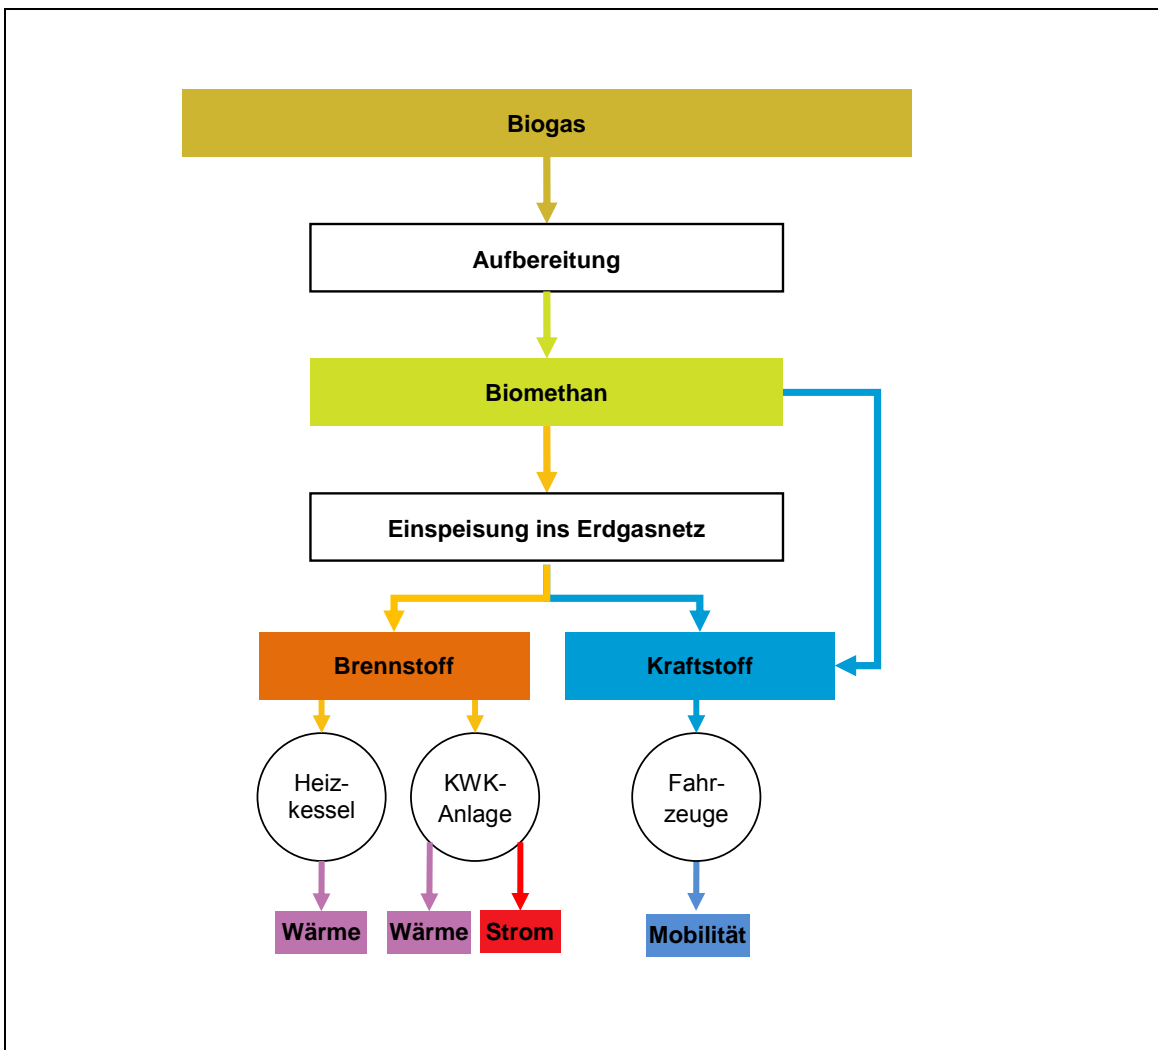 Biogas
Aufbereitung
Biomethan
Einspeisung ins Erdgasnetz
Brennstoff
Kraftstoff
Heiz-
kessel
KWK-
Anlage
Fahr-
zeuge
Wärme
Wärme
Strom
Mobilität